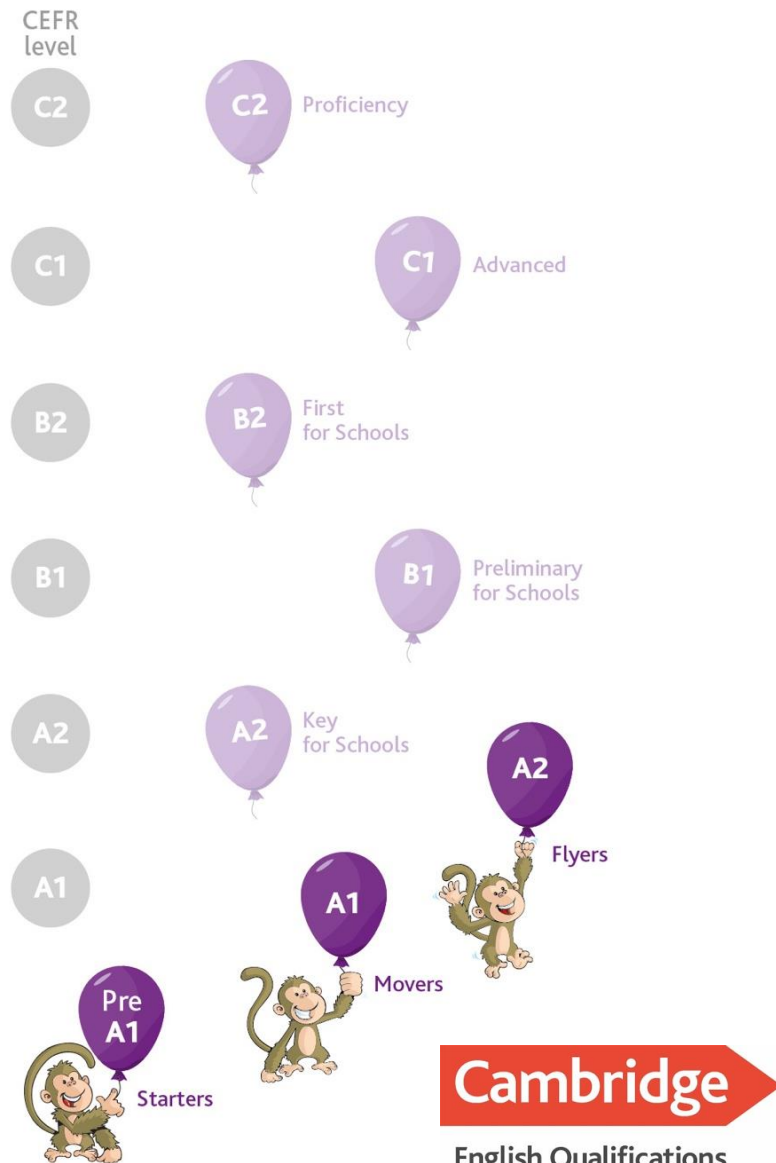 CEFR
level
C2
C2
Proficiency
C1
C1
Advanced
B2
B2
First
for Schools
B1
B1
Preliminary
for Schools
A2
A2
Key
for Schools
A2
Flyers
A1
A1
Movers
Pre
A1
Starters
Cambridge
English Qualifications